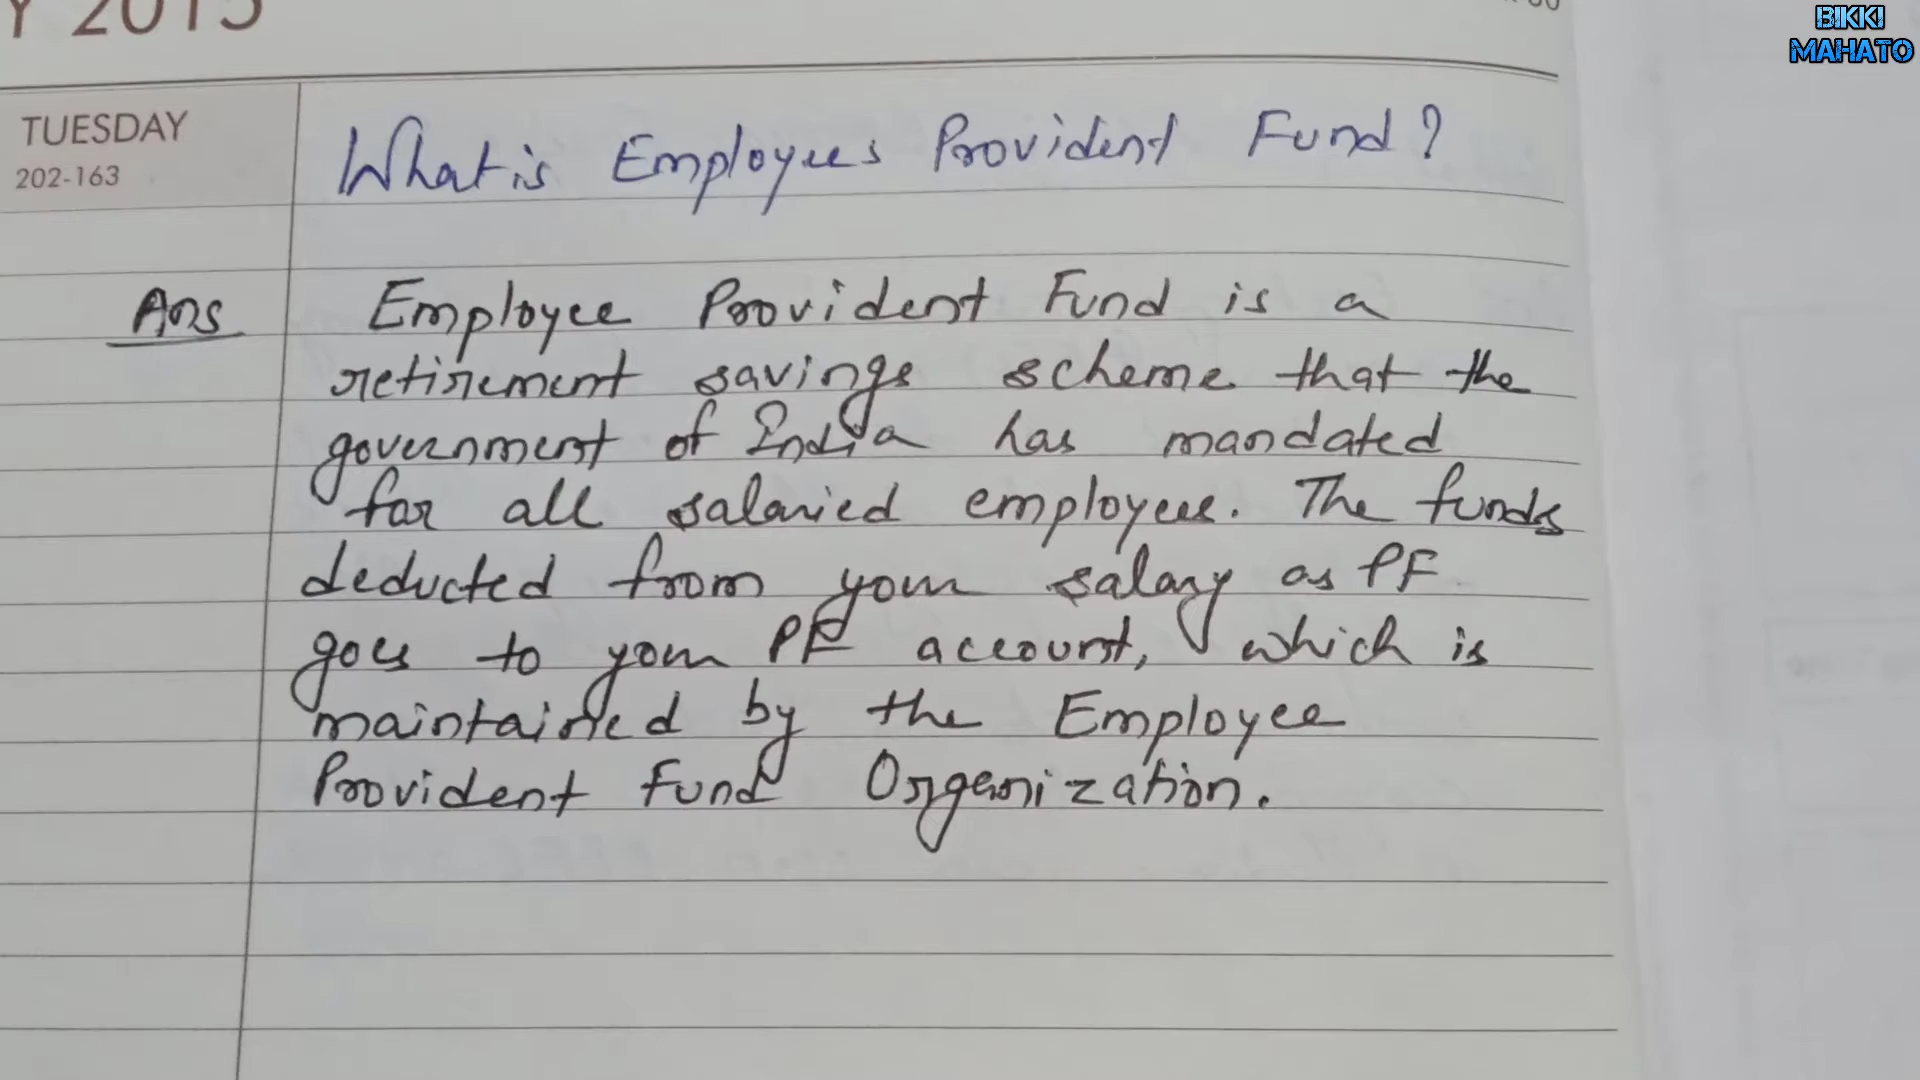 Y 2015
BIKKI
MAHATO
TUESDAY
202-163
What is Employees Provident Fund?
Ans Employee Provident Fund is a
retirement savings scheme that the
government of India has mandated
for all salaried employees. The funds
deducted from your salary as PF
goes to your PF account, which is
maintained by the Employee
Provident Fund Organization.